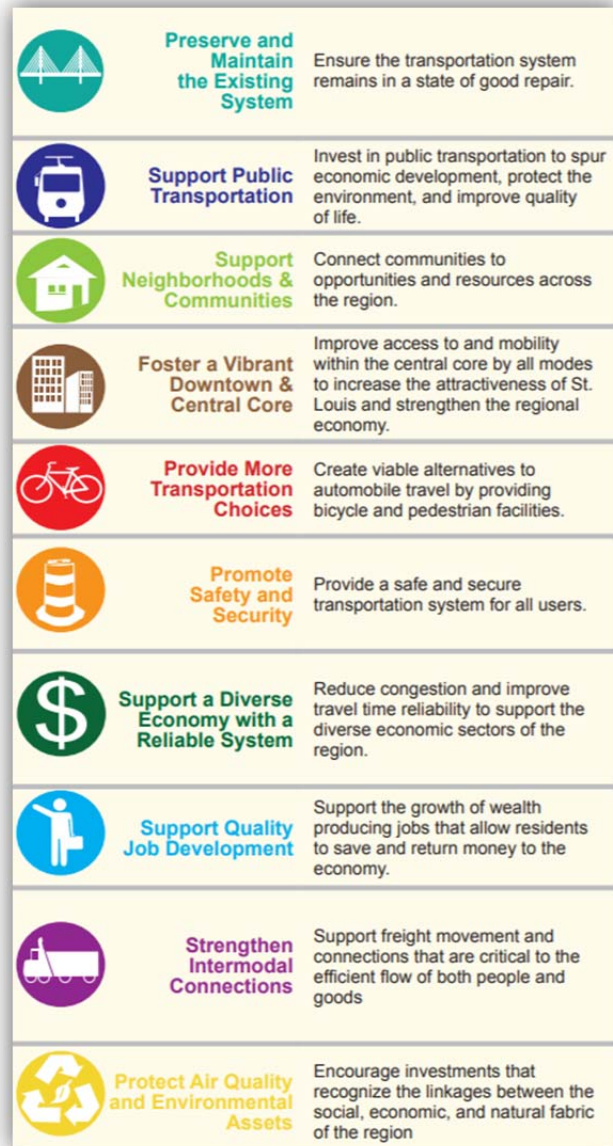 Preserve and
Maintain
the Existing
System
Ensure the transportation system
remains in a state of good repair.
Support Public
Transportation
Invest in public transportation to spur
economic development, protect the
environment, and improve quality
of life.
Support
Neighborhoods &
Communities
Connect communities to
opportunities and resources across
the region.
Foster a Vibrant
Downtown &
Central Core
Improve access to and mobility
within the central core by all modes
to increase the attractiveness of St.
Louis and strengthen the regional
economy.
Provide More
Transportation
Choices
Create viable alternatives to
automobile travel by providing
bicycle and pedestrian facilities.
Promote
Safety and
Security
Provide a safe and secure
transportation system for all users.
$
Support a Diverse
Economy with a
Reliable System
Reduce congestion and improve
travel time reliability to support the
diverse economic sectors of the
region.
Support Quality
Job Development
Support the growth of wealth
producing jobs that allow residents
to save and return money to the
economy.
Strengthen
Intermodal
Connections
Support freight movement and
connections that are critical to the
efficient flow of both people and
goods
Protect Air Quality
and Environmental
Assets
Encourage investments that
recognize the linkages between the
social, economic, and natural fabric
of the region